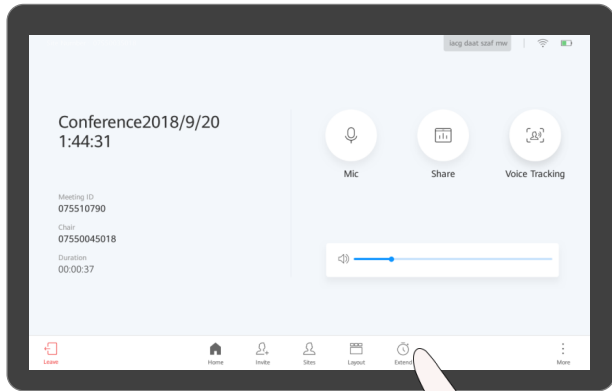 iacg daat szaf mw
Conference2018/9/20
1:44:31
Mic
Share
Voice Tracking
Meeting ID
075510790
Chair
07550045018
Duration
00:00:37
Leave
Home
Invite
Sites
Layout
Extend
More